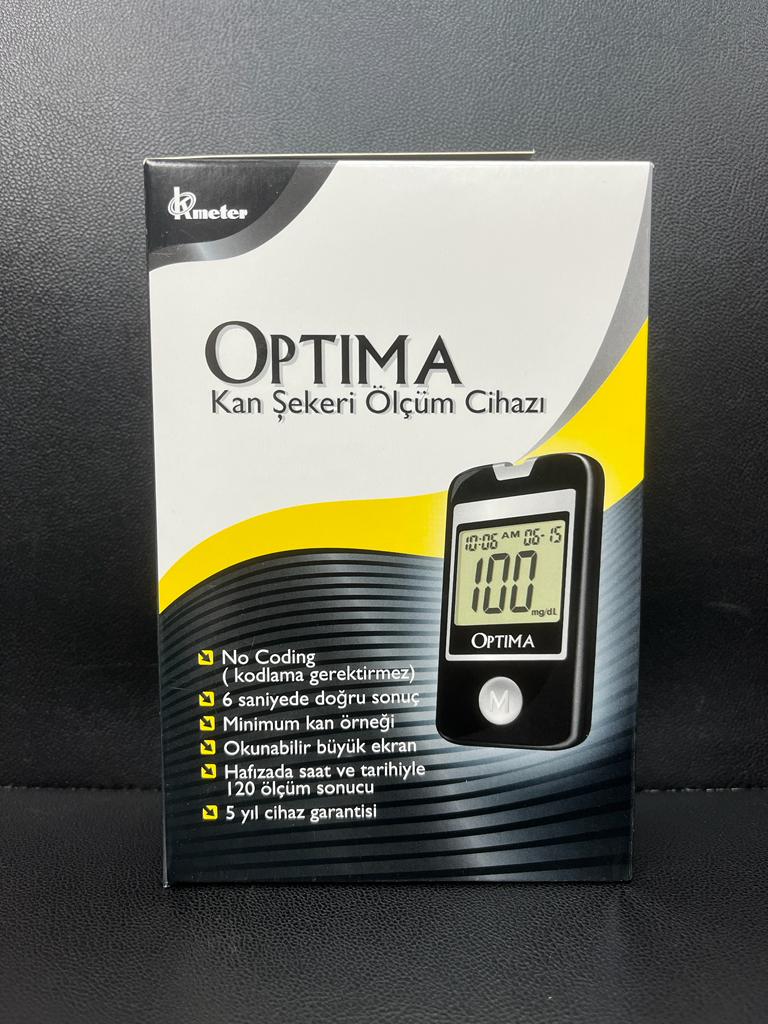 Kmeter
OPTIMA
Kan Şekeri Ölçüm Cihazı
10:06 AM 06-15
100
mg/dL
OPTIMA
M
No Coding
( kodlama gerektirmez)
6 saniyede doğru sonuç
Minimum kan örneği
Okunabilir büyük ekran
Hafızada saat ve tarihiyle
120 ölçüm sonucu
5 yıl cihaz garantisi